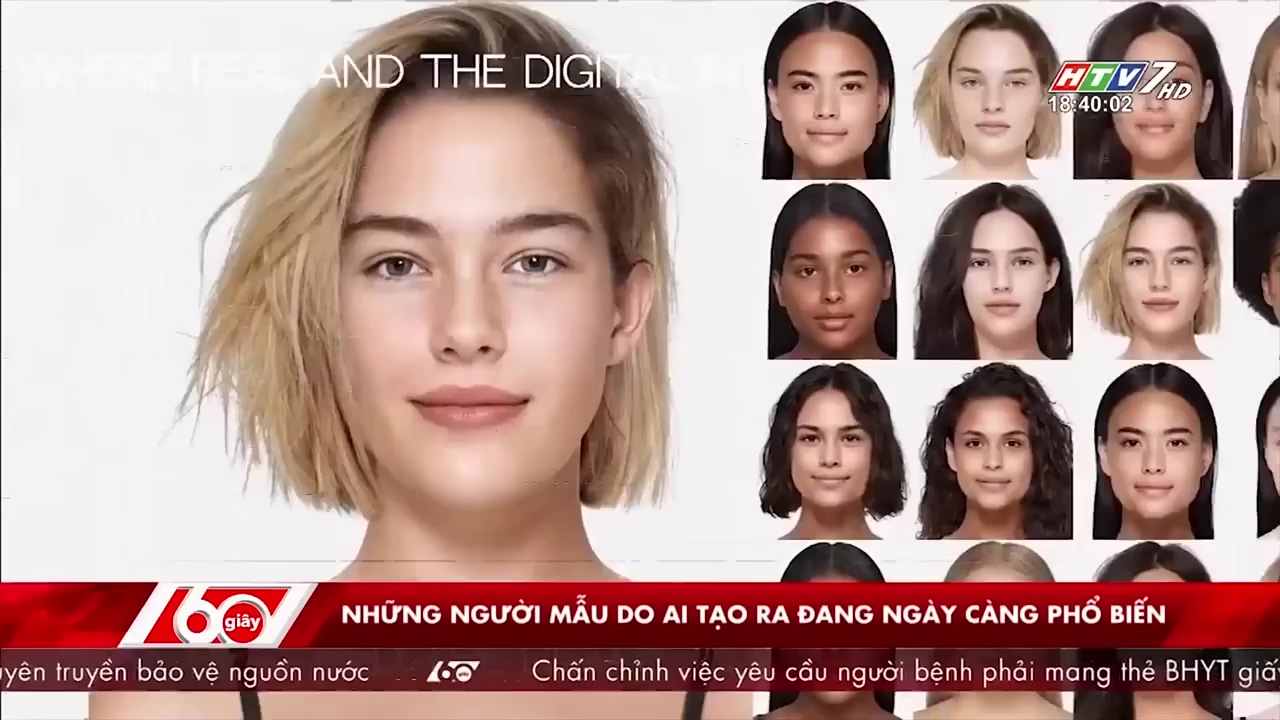 AND THE DIGITAL
HTV7 HD
18:40:02
60 giây
NHỮNG NGƯỜI MẪU DO AI TẠO RA ĐANG NGÀY CÀNG PHỔ BIẾN
truyền bảo vệ nguồn nước 60 giây Chấn chỉnh việc yêu cầu người bệnh phải mang thẻ BHYT